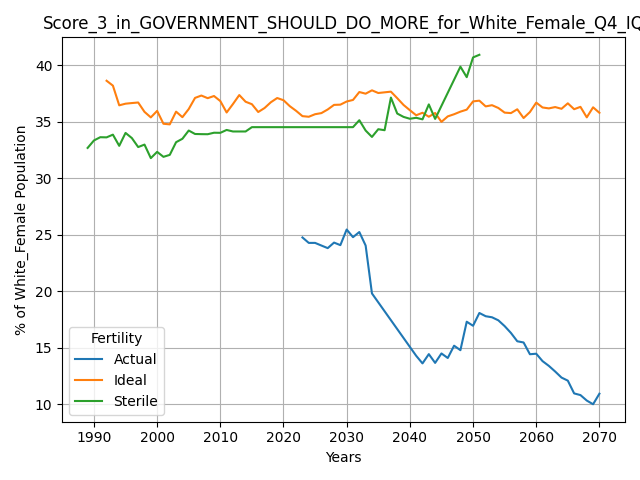 Score_3_in_GOVERNMENT_SHOULD_DO_MORE_for_White_Female_Q4_IQ
40
35
30
25
20
15
10
% of White_Female Population
Fertility
Actual
Ideal
Sterile
1990 2000 2010 2020 2030 2040 2050 2060 2070
Years